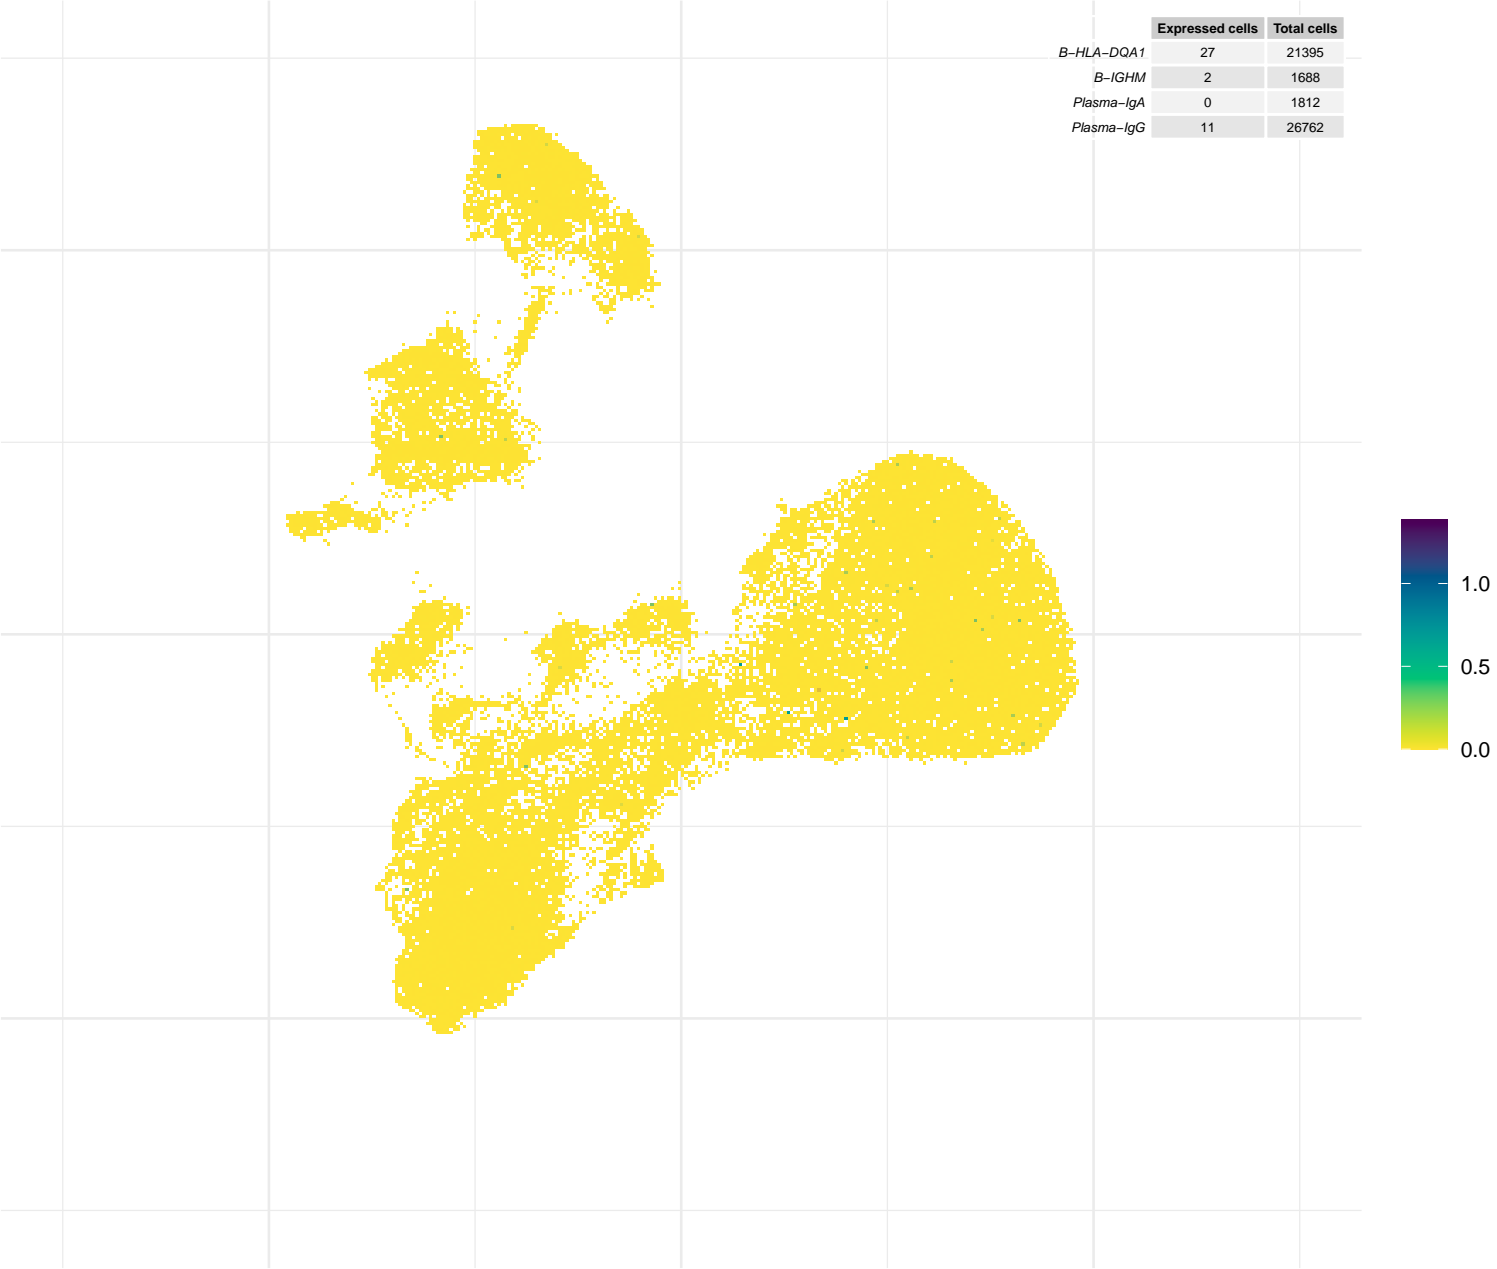 Expressed cells Total cells
B−HLA−DQA1 27 21395
B−IGHM 2 1688
Plasma−IgA 0 1812
Plasma−IgG 11 26762
1.0
0.5
0.0